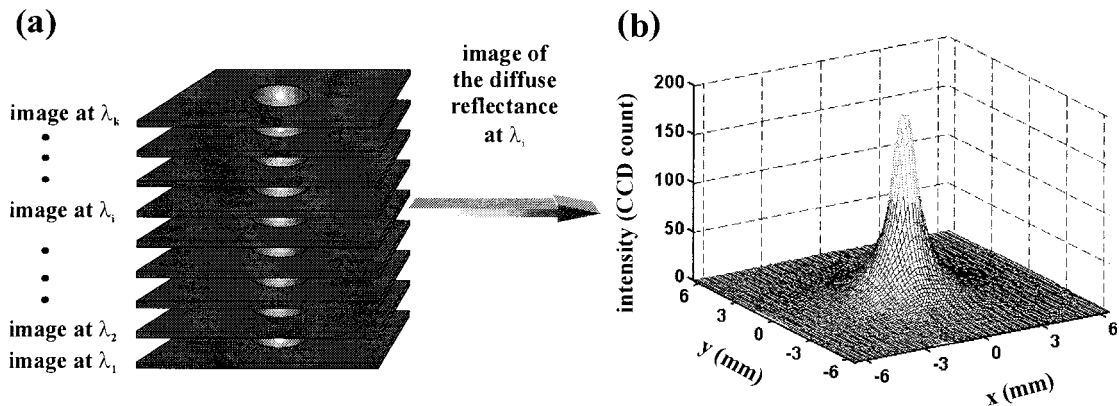 (a)
image of
the diffuse
reflectance
at λi
image at λk
image at λi
image at λ2
image at λ1
(b)
intensity (CCD count)
200
150
100
50
0
6
3
0
-3
-6
y (mm)
-6
-3
0
3
6
x (mm)